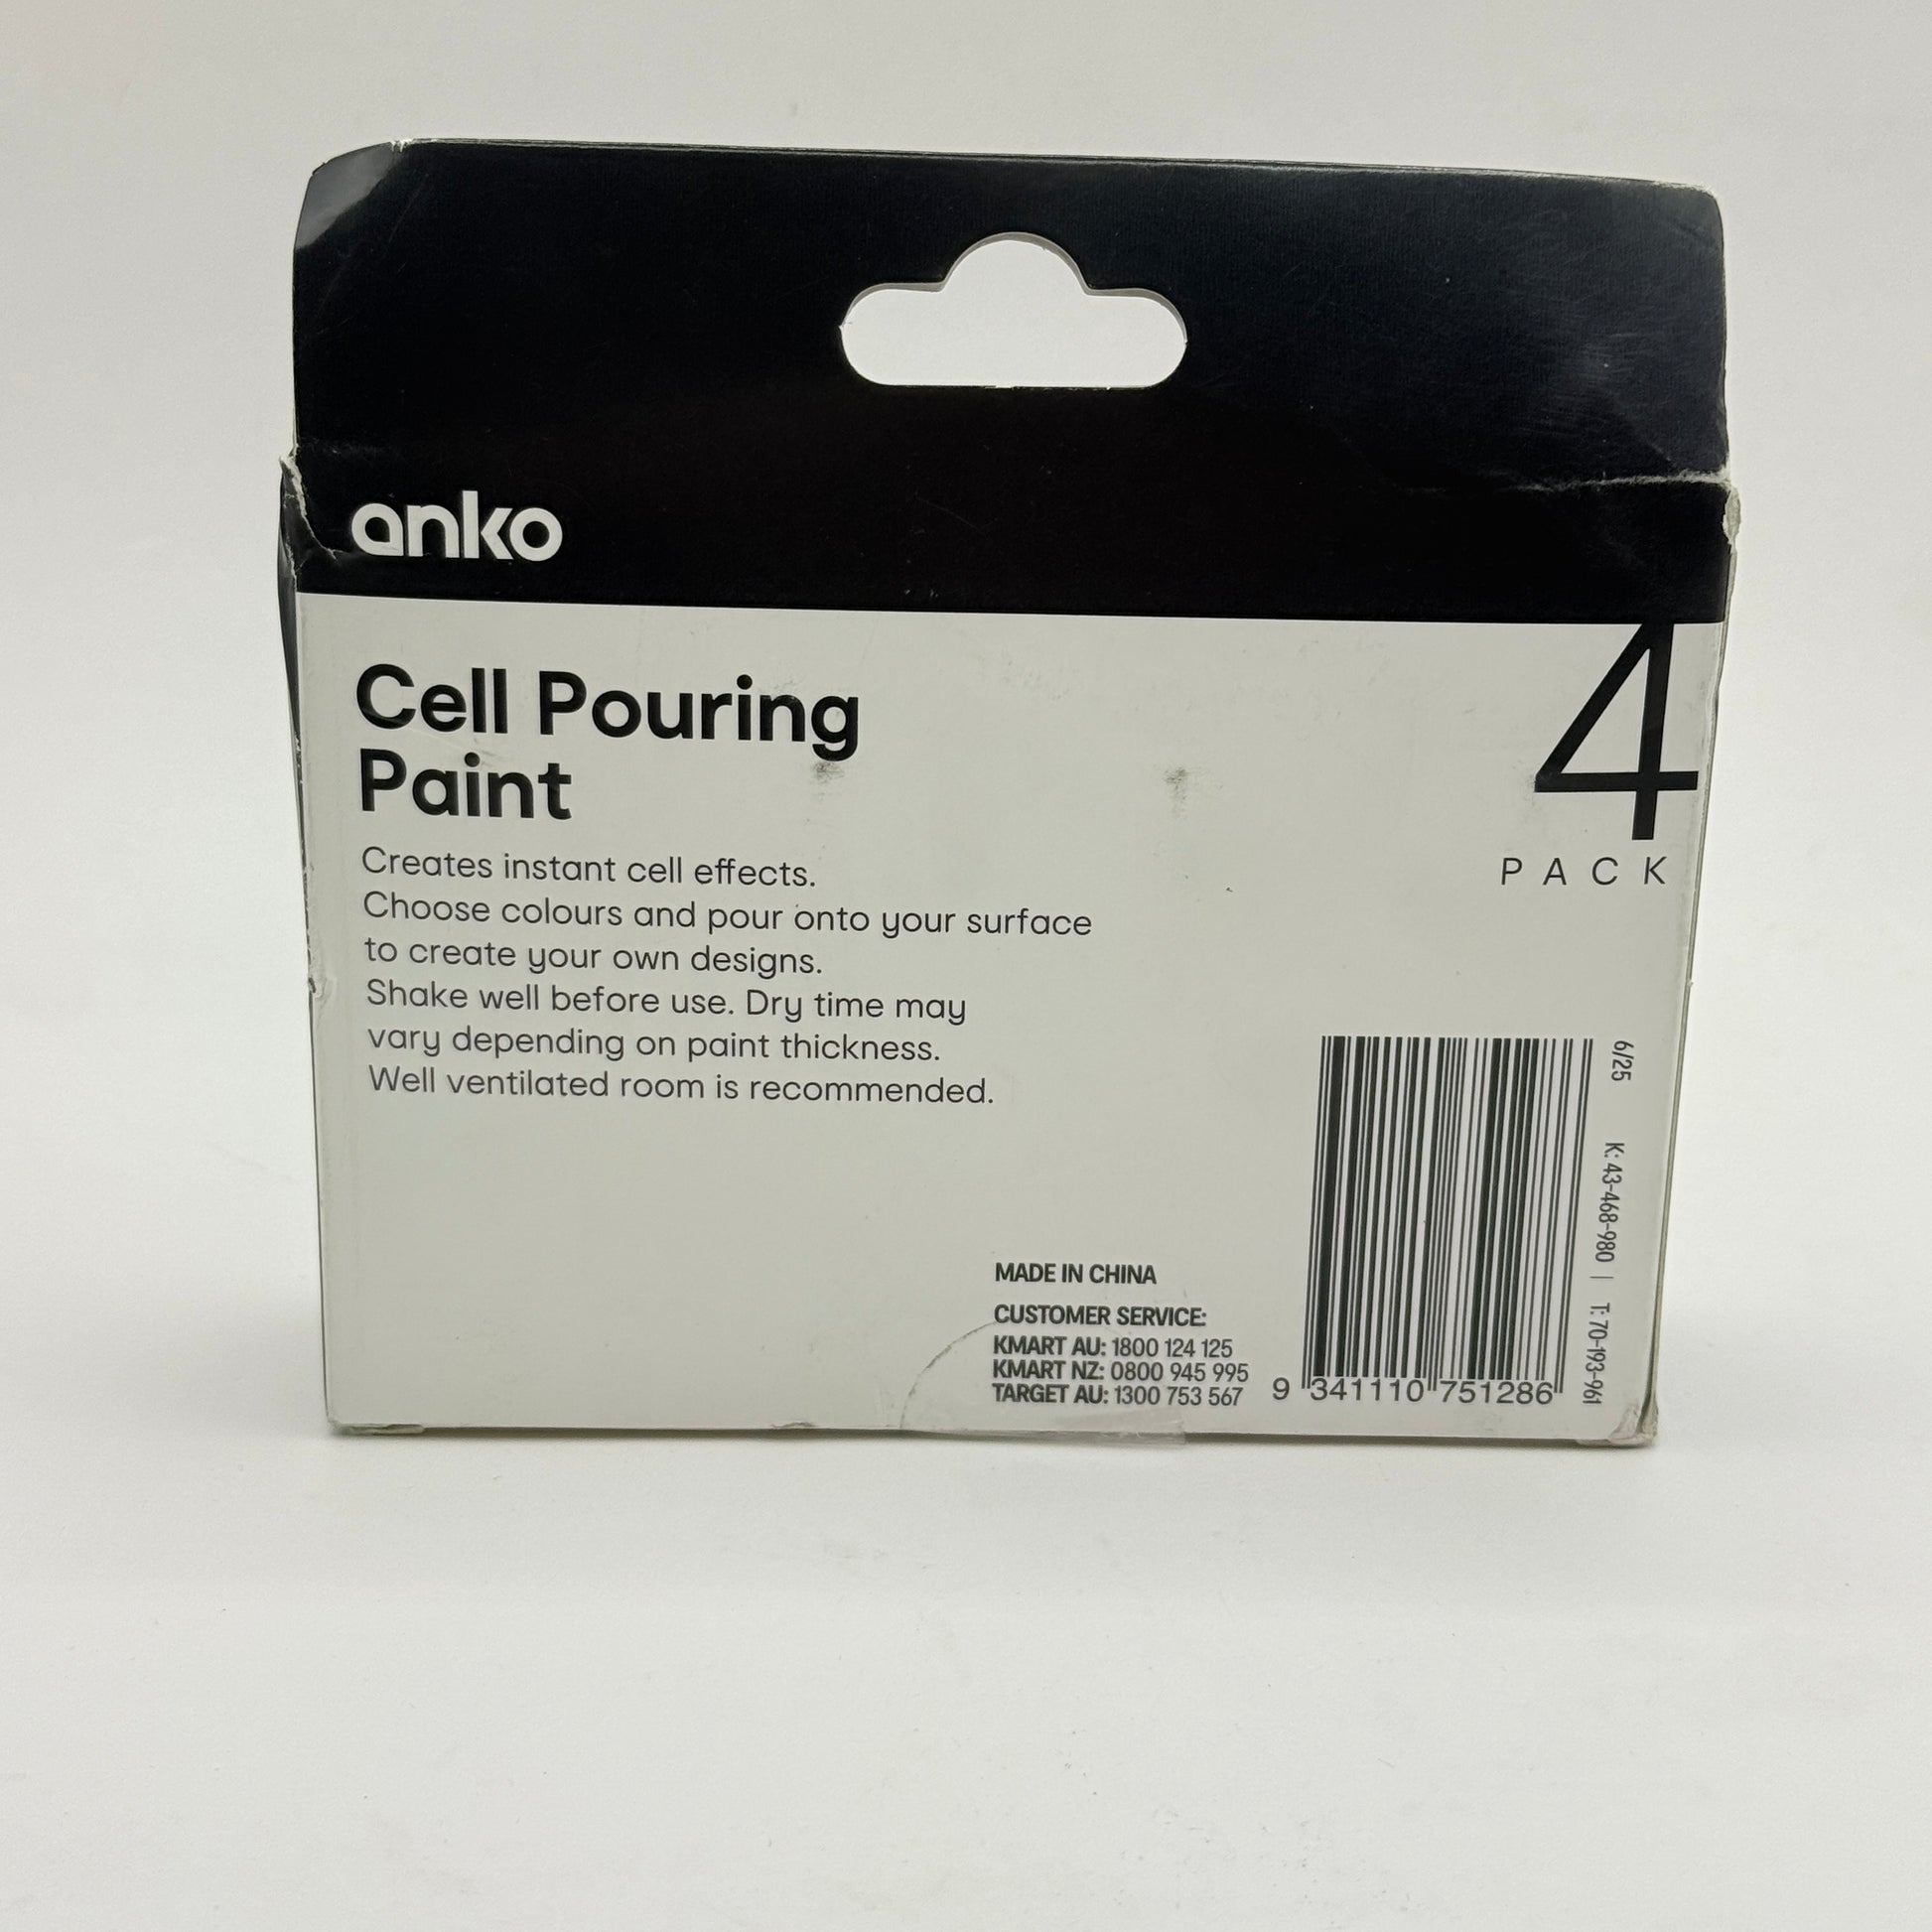 anko
Cell Pouring
Paint
4
PACK
Creates instant cell effects.
Choose colours and pour onto your surface
to create your own designs.
Shake well before use. Dry time may
vary depending on paint thickness.
Well ventilated room is recommended.
MADE IN CHINA
CUSTOMER SERVICE:
KMART AU: 1800 124 125
KMART NZ: 0800 945 995
TARGET AU: 1300 753 567
9 341110 751286
6/25 K: 43-468-980 | T: 70-193-961